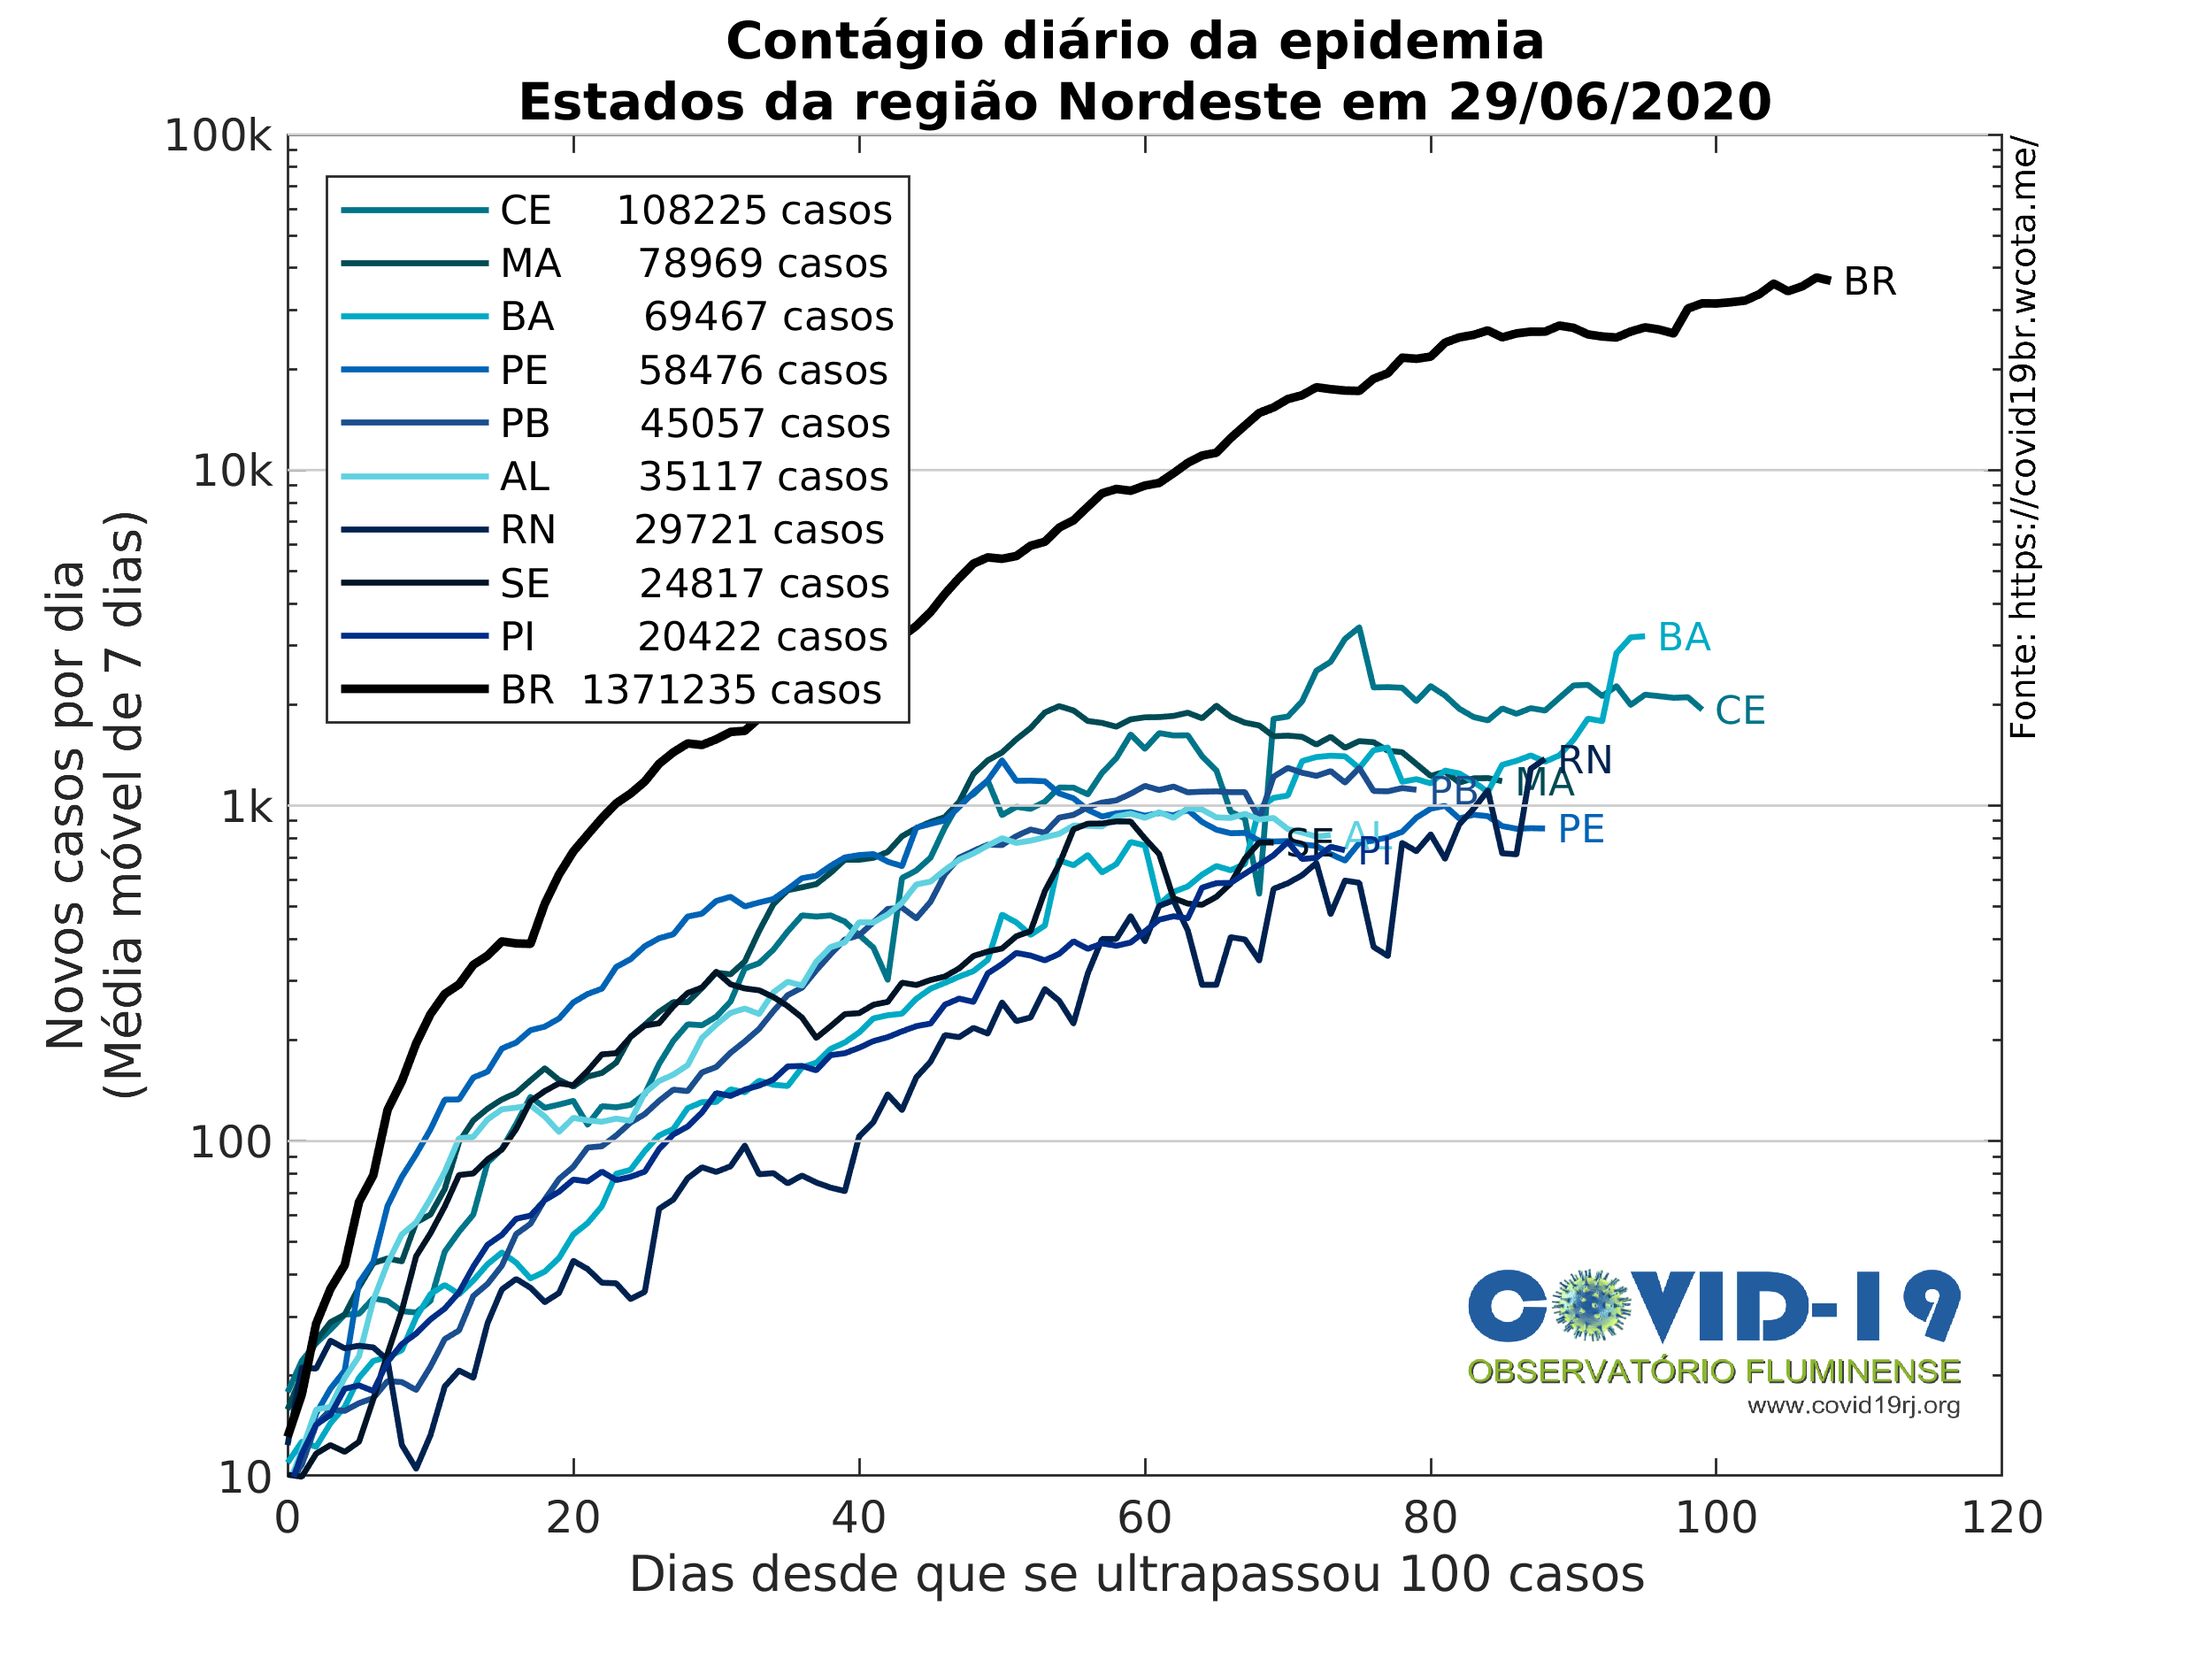 Contágio diário da epidemia
Estados da região Nordeste em 29/06/2020
100k
10k
1k
100
10
Novos casos por dia
(Média móvel de 7 dias)
CE 108225 casos
MA 78969 casos
BA 69467 casos
PE 58476 casos
PB 45057 casos
AL 35117 casos
RN 29721 casos
SE 24817 casos
PI 20422 casos
BR 1371235 casos
BR
BA
CE
RN
MA
PB
PE
AL
SE
PI
Fonte: https://covid19br.wcota.me/
COVID-19
OBSERVATÓRIO FLUMINENSE
www.covid19rj.org
0 20 40 60 80 100 120
Dias desde que se ultrapassou 100 casos